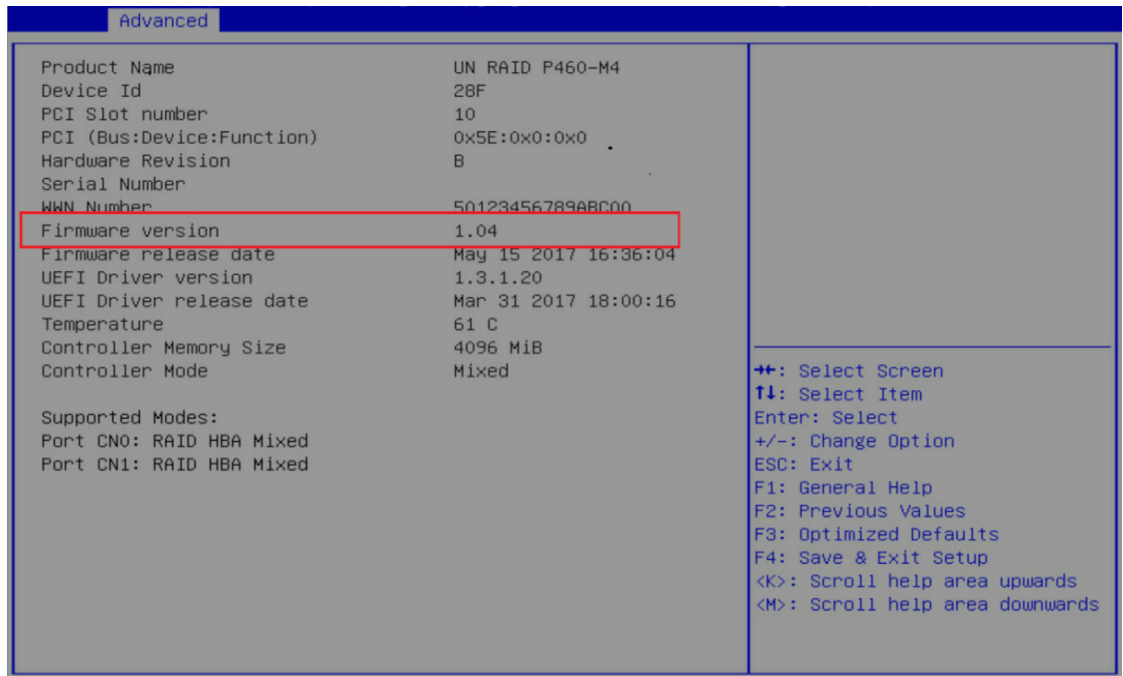 Advanced
Product Name UN RAID P460-M4
Device Id 28F
PCI Slot number 10
PCI (Bus:Device:Function) 0x5E:0x0:0x0
Hardware Revision B
Serial Number
WWN Number 50123456789ABC00
Firmware version 1.04
Firmware release date May 15 2017 16:36:04
UEFI Driver version 1.3.1.20
UEFI Driver release date Mar 31 2017 18:00:16
Temperature 61 C
Controller Memory Size 4096 MiB
Controller Mode Mixed
Supported Modes:
Port CN0: RAID HBA Mixed
Port CN1: RAID HBA Mixed
→←: Select Screen
↑↓: Select Item
Enter: Select
+/-: Change Option
ESC: Exit
F1: General Help
F2: Previous Values
F3: Optimized Defaults
F4: Save & Exit Setup
<K>: Scroll help area upwards
<M>: Scroll help area downwards